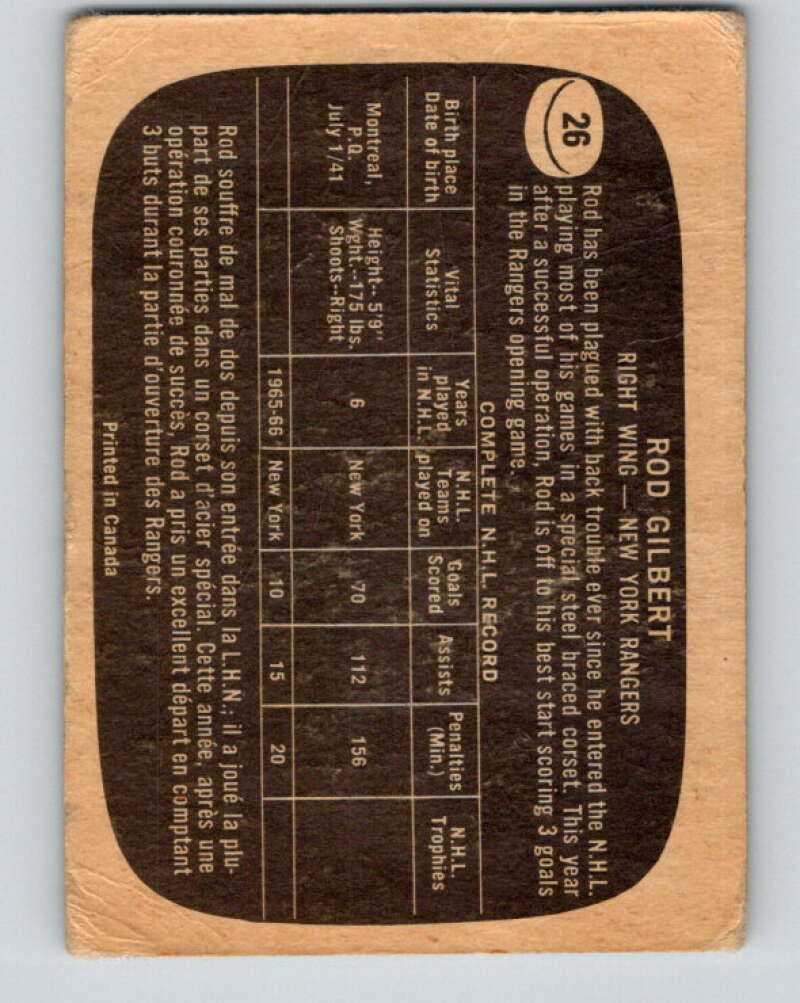 26
ROD GILBERT
RIGHT WING — NEW YORK RANGERS
Rod has been plagued with back trouble ever since he entered the N.H.L.
playing most of his games in a special steel braced corset. This year
after a successful operation, Rod is off to his best start scoring 3 goals
in the Rangers opening game.
COMPLETE N.H.L. RECORD
Birth place
Date of birth
Vital
Statistics
Years
played
in N.H.L.
N.H.L.
Teams
played on
Goals
Scored
Assists
Penalties
(Min.)
N.H.L.
Trophies
Montreal,
P.Q.
July 1/41
Height-- 5'9"
Wght.--175 lbs.
Shoots--Right
6
New York
70
112
156
1965-66
New York
10
15
20
Rod souffre de mal de dos depuis son entrée dans la L.H.N.; il a joué la plu-
part de ses parties dans un corset d'acier spécial. Cette année, après une
opération couronnée de succès, Rod a pris un excellent départ en comptant
3 buts durant la partie d'ouverture des Rangers.
Printed in Canada